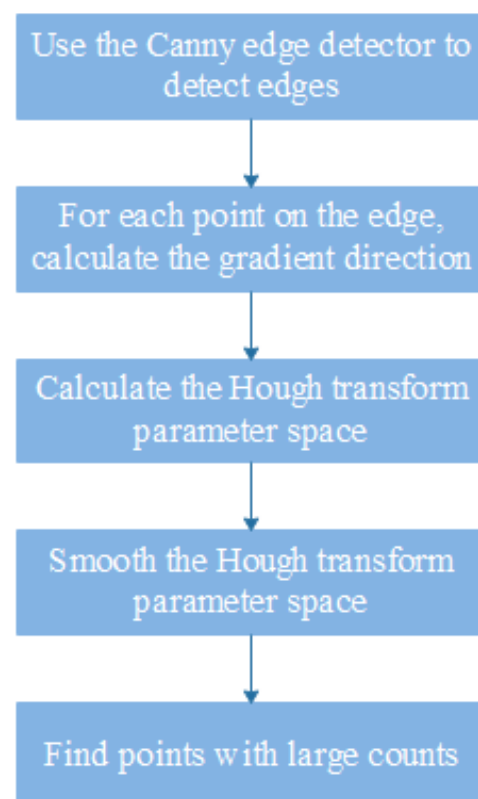 Use the Canny edge detector to
detect edges
For each point on the edge,
calculate the gradient direction
Calculate the Hough transform
parameter space
Smooth the Hough transform
parameter space
Find points with large counts